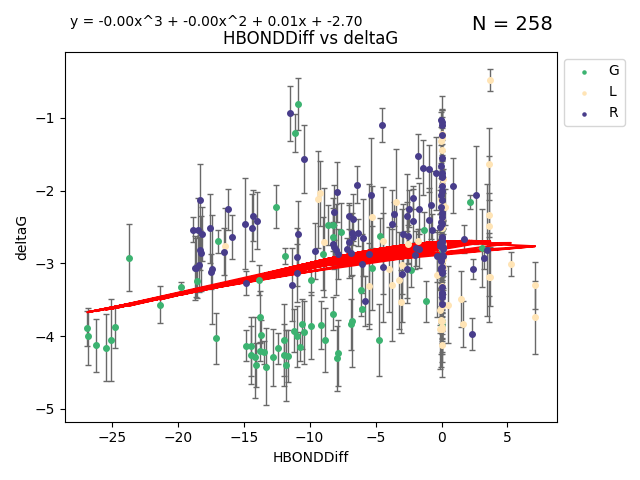 y = -0.00x^3 + -0.00x^2 + 0.01x + -2.70
N = 258
HBONDDiff vs deltaG
G
L
R
−1
−2
−3
−4
−5
deltaG
−25
−20
−15
−10
−5
0
5
HBONDDiff